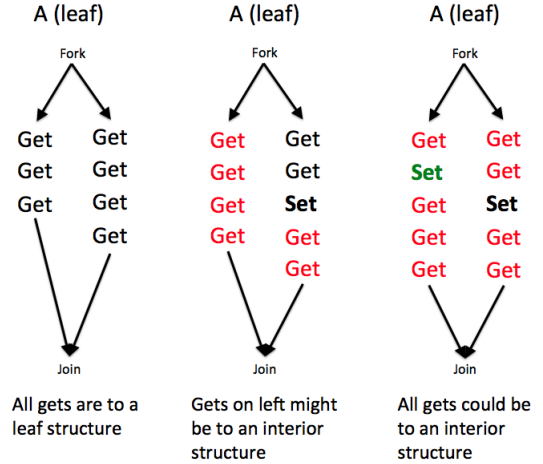 A (leaf)
Fork
Get
Get
Get
Get
Get
Get
Get
Join
All gets are to a
leaf structure
A (leaf)
Fork
Get
Get
Get
Get
Get
Get
Set
Get
Get
Join
Gets on left might
be to an interior
structure
A (leaf)
Fork
Get
Set
Get
Get
Get
Get
Get
Set
Get
Get
Join
All gets could be
to an interior
structure